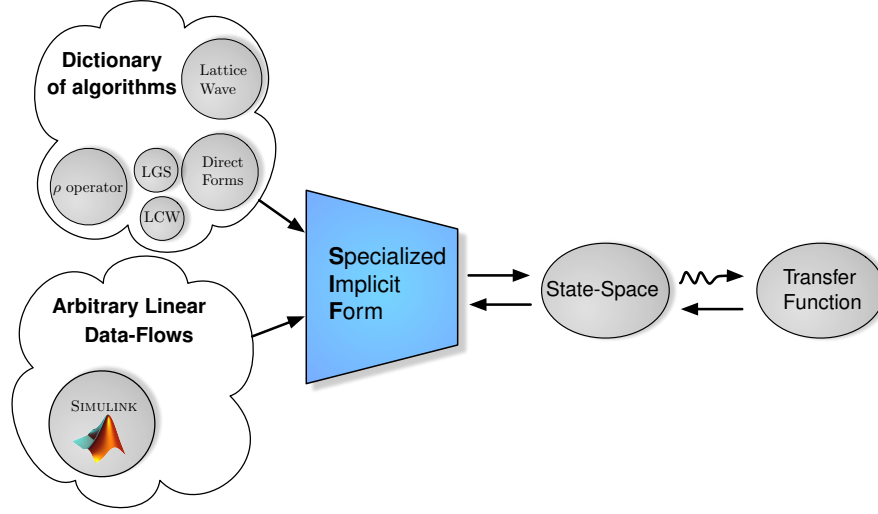 Dictionary
of algorithms
Lattice
Wave
ρ operator
LGS
LCW
Direct
Forms
Arbitrary Linear
Data-Flows
SIMULINK
Specialized
Implicit
Form
State-Space
Transfer
Function